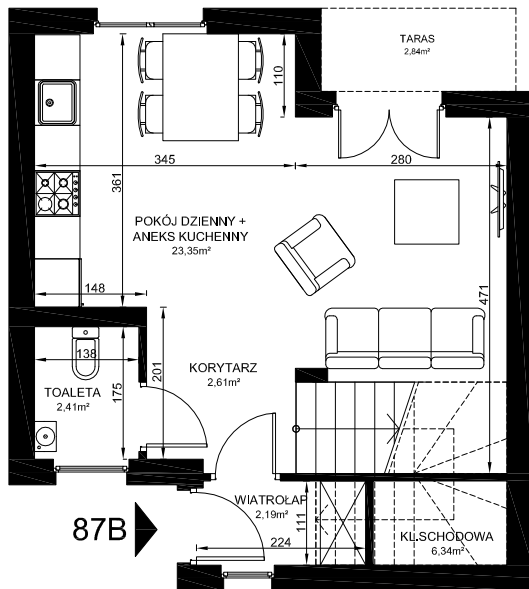 TARAS
2,84m²
110
345
280
361
POKÓJ DZIENNY +
ANEKS KUCHENNY
23,35m²
148
471
138
201
KORYTARZ
2,61m²
TOALETA
2,41m²
175
WIATROŁAP
2,19m²
111
87B
224
KL.SCHODOWA
6,34m²